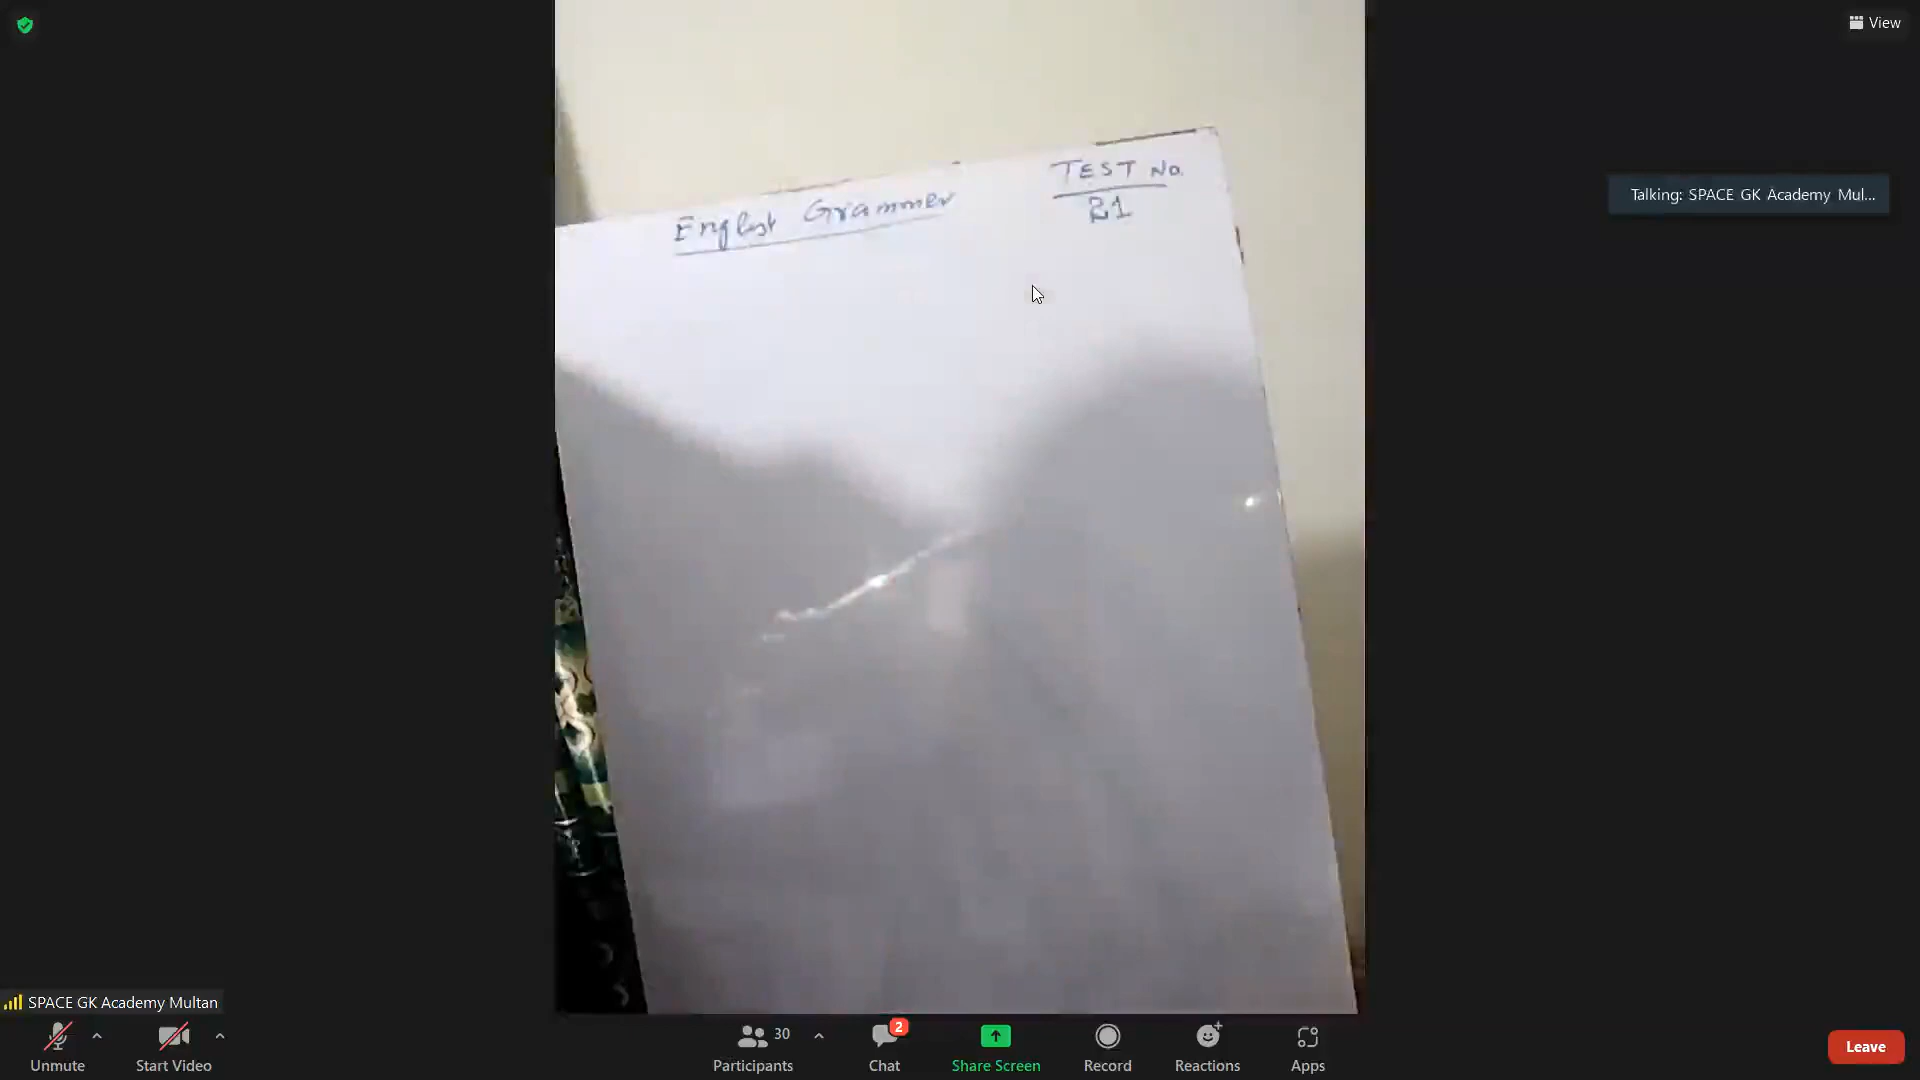 View
TEST No.
21
English Grammer
Talking: SPACE GK Academy Mul...
SPACE GK Academy Multan
30
2
Unmute
Start Video
Participants
Chat
Share Screen
Record
Reactions
Apps
Leave